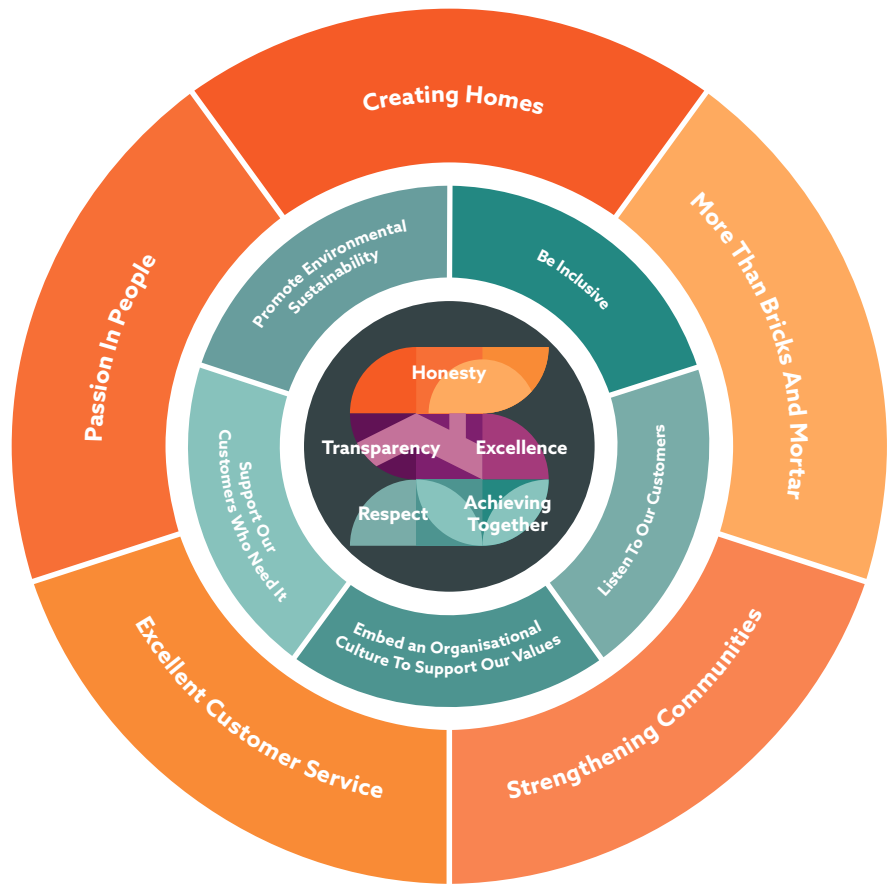 Creating Homes
More Than Bricks And Mortar
Strengthening Communities
Excellent Customer Service
Passion In People
Be Inclusive
Listen To Our Customers
Embed an Organisational
Culture To Support Our Values
Support Our
Customers Who Need It
Promote Environmental
Sustainability
Honesty
Transparency
Excellence
Respect
Achieving
Together